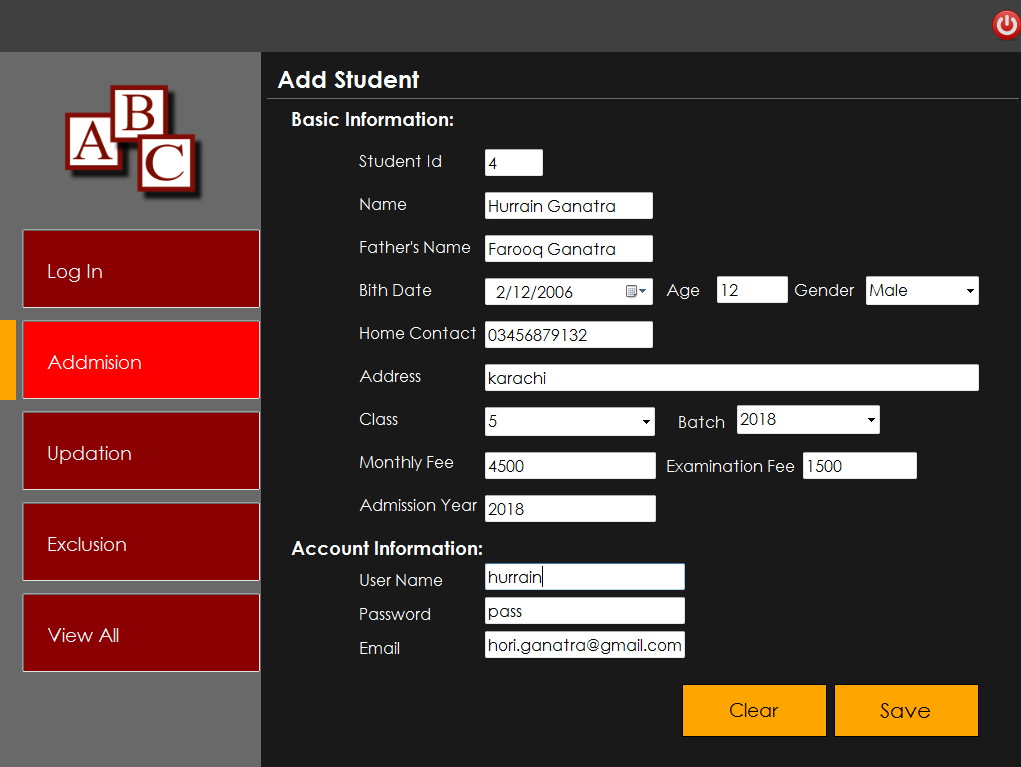 Add Student
A B C
Log In
Addmision
Updation
Exclusion
View All
Basic Information:
Student Id 4
Name Hurrain Ganatra
Father's Name Farooq Ganatra
Bith Date 2/12/2006 Age 12 Gender Male
Home Contact 03456879132
Address karachi
Class 5 Batch 2018
Monthly Fee 4500 Examination Fee 1500
Admission Year 2018
Account Information:
User Name hurrain
Password pass
Email hori.ganatra@gmail.com
Clear Save